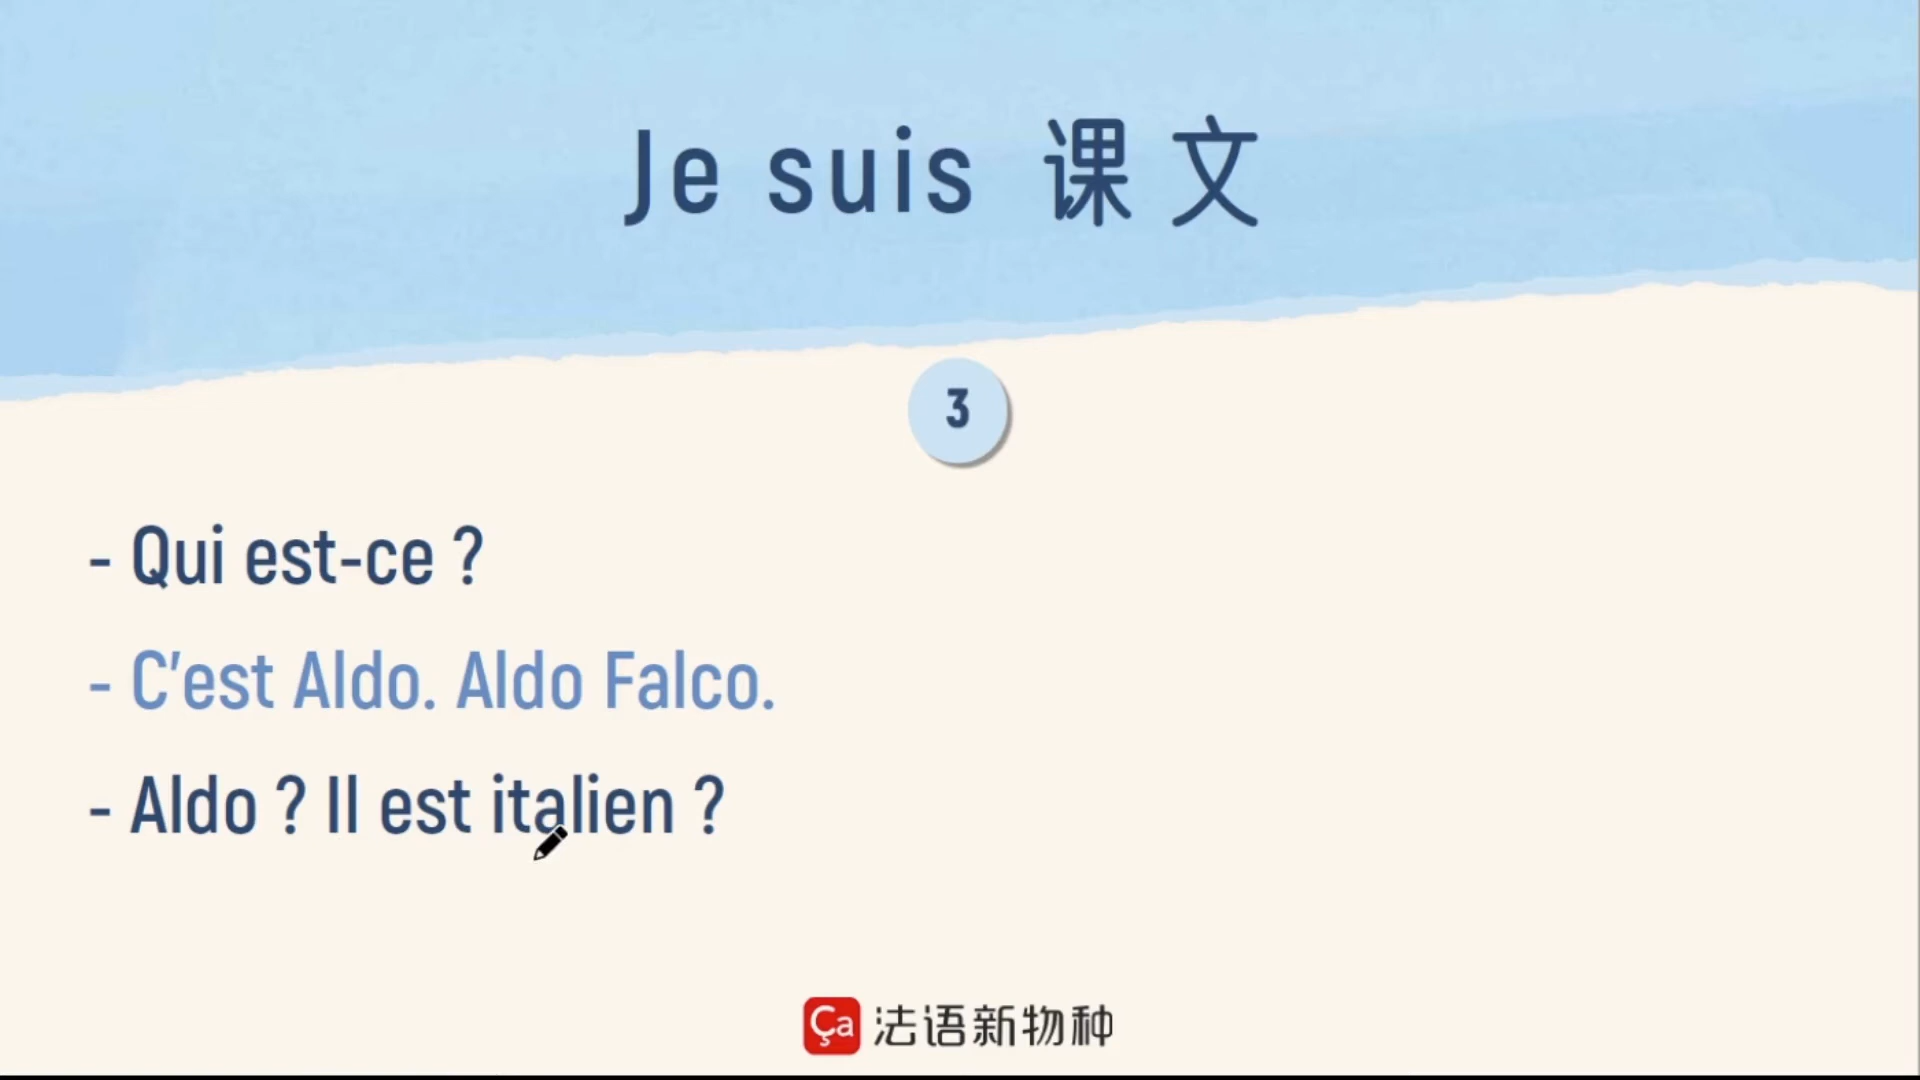 Je suis 课文
3
- Qui est-ce ?
- C'est Aldo. Aldo Falco.
- Aldo ? Il est italien ?
Ça 法语新物种